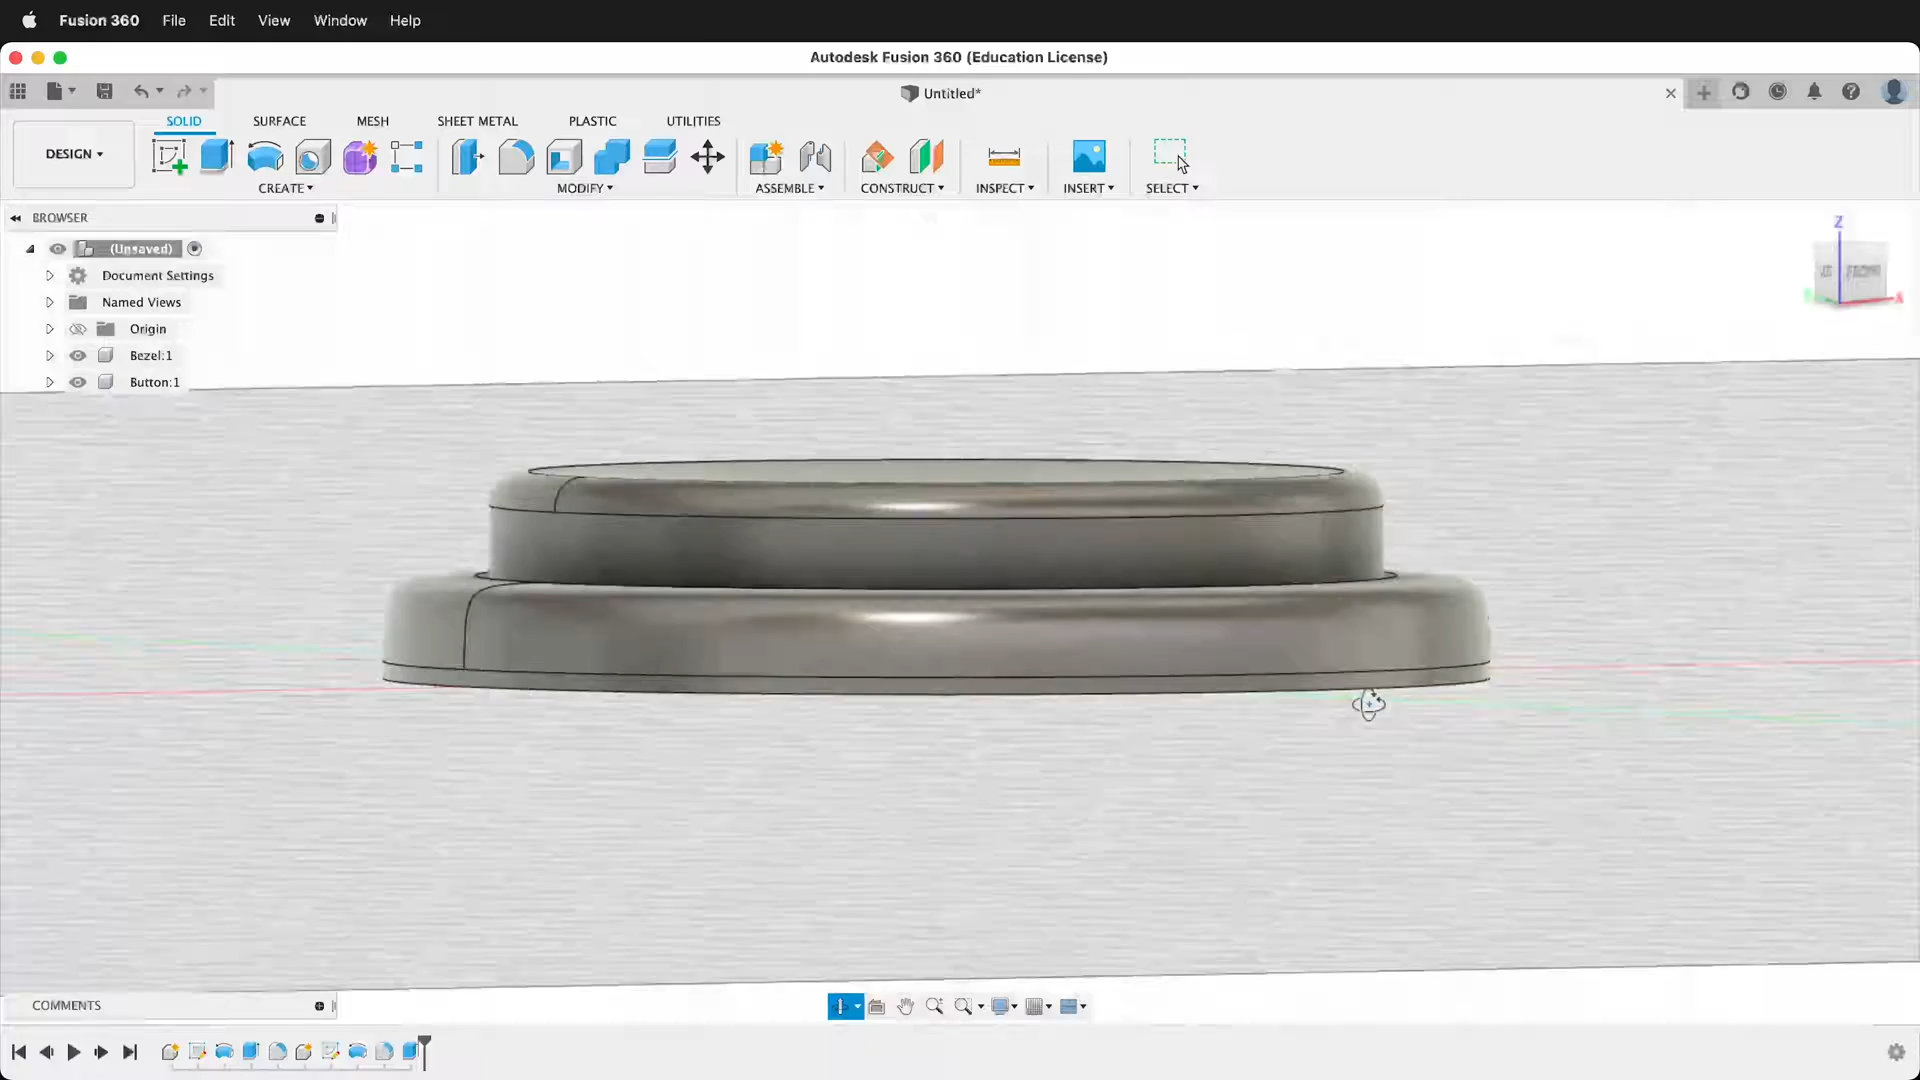 Fusion 360 File Edit View Window Help
Autodesk Fusion 360 (Education License)
Untitled*
SOLID SURFACE MESH SHEET METAL PLASTIC UTILITIES
DESIGN
CREATE MODIFY ASSEMBLE CONSTRUCT INSPECT INSERT SELECT
BROWSER
(Unsaved)
Document Settings
Named Views
Origin
Bezel:1
Button:1
Z
X
COMMENTS